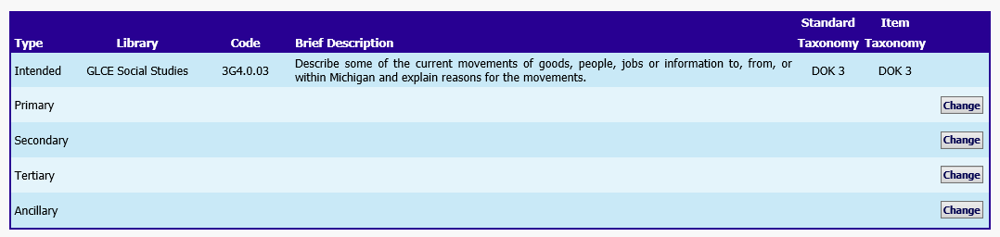 Standard Item
Type Library Code Brief Description Taxonomy Taxonomy
Intended GLCE Social Studies 3G4.0.03 Describe some of the current movements of goods, people, jobs or information to, from, or DOK 3 DOK 3
within Michigan and explain reasons for the movements.
Primary Change
Secondary Change
Tertiary Change
Ancillary Change